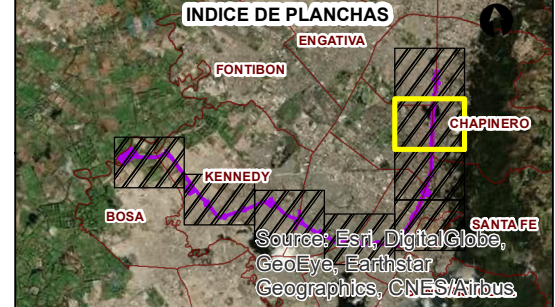 INDICE DE PLANCHAS
ENGATIVA
FONTIBON
CHAPINERO
KENNEDY
BOSA
SANTA FE
Source: Esri, DigitalGlobe,
GeoEye, Earthstar
Geographics, CNES/Airbus